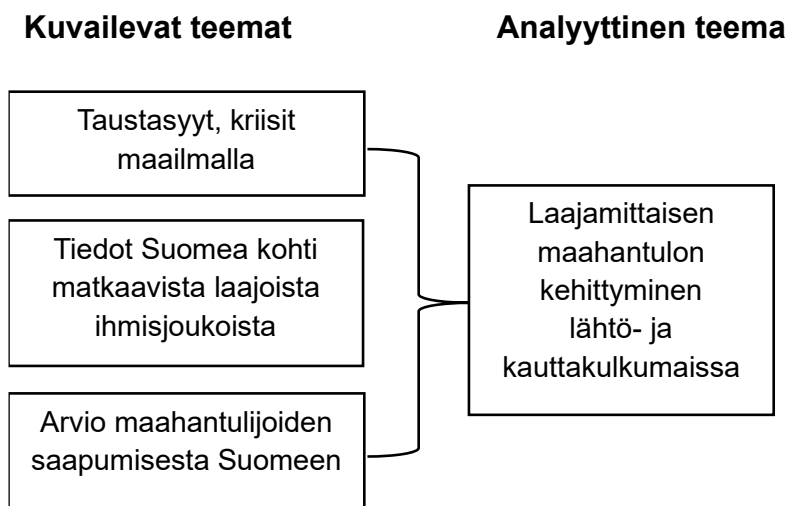 Kuvailevat teemat
Analyyttinen teema
Taustasyyt, kriisit
maailmalla
Tiedot Suomea kohti
matkaavista laajoista
ihmisjoukoista
Arvio maahantulijoiden
saapumisesta Suomeen
Laajamittaisen
maahantulon
kehittyminen
lähtö- ja
kauttakulkumaissa